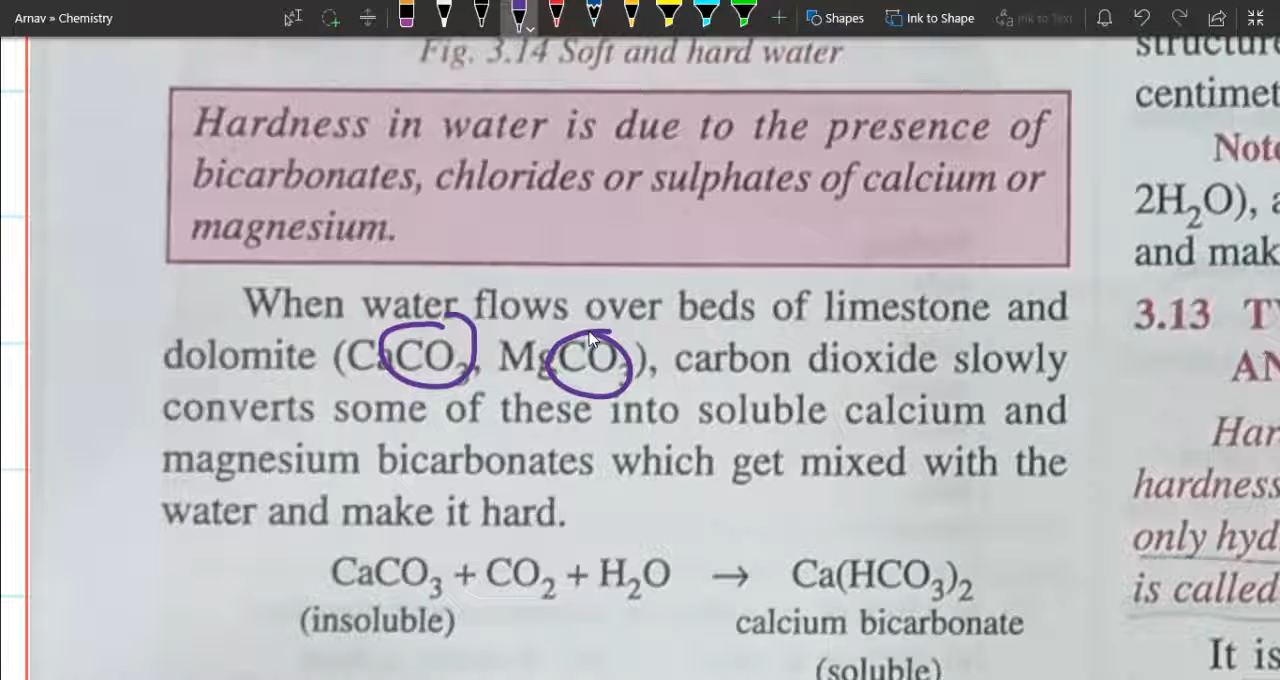 Arnav » Chemistry
Shapes
Ink to Shape
Ink to Text
Fig. 3.14 Soft and hard water
Hardness in water is due to the presence of
bicarbonates, chlorides or sulphates of calcium or
magnesium.
When water flows over beds of limestone and
dolomite (CaCO₃, MgCO₃), carbon dioxide slowly
converts some of these into soluble calcium and
magnesium bicarbonates which get mixed with the
water and make it hard.
CaCO₃ + CO₂ + H₂O → Ca(HCO₃)₂
(insoluble) calcium bicarbonate
(soluble)
structure
centimet
Note
2H₂O), a
and mak
3.13 T
AN
Har
hardness
only hyd
is called
It is